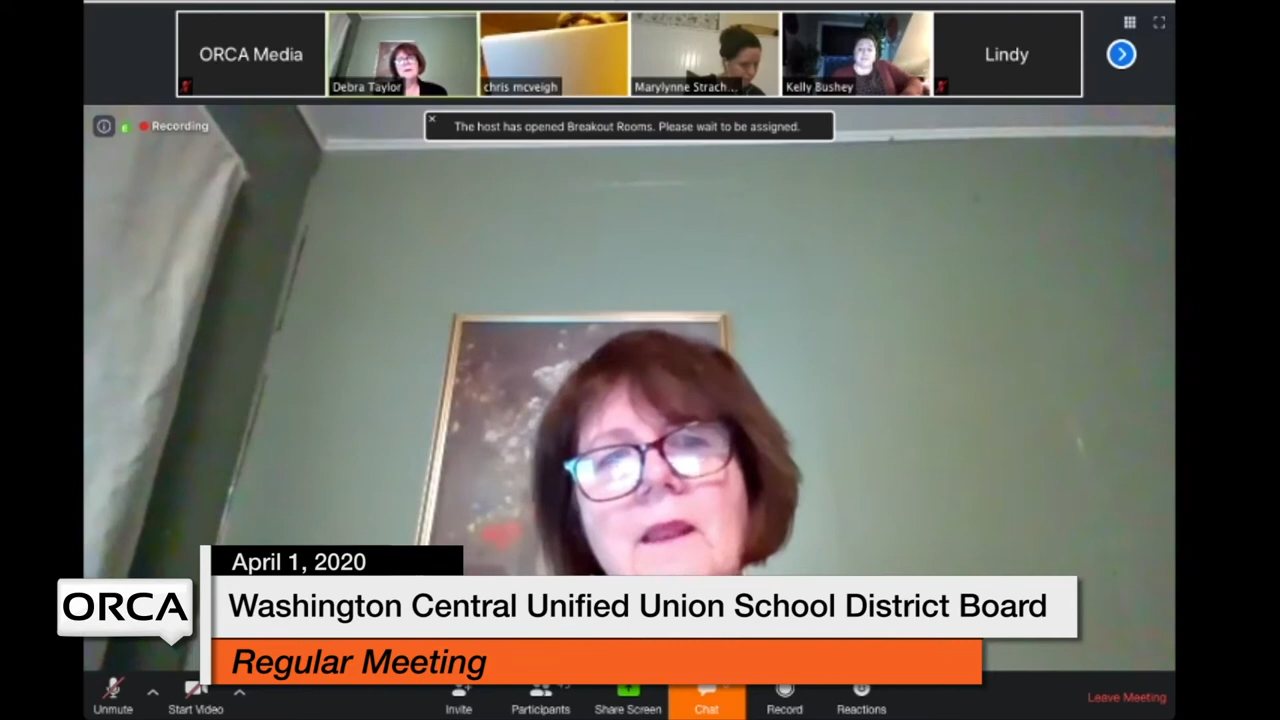 ORCA Media
Debra Taylor
chris mcveigh
Marylynne Strach...
Kelly Bushey
Lindy
Recording
The host has opened Breakout Rooms. Please wait to be assigned.
April 1, 2020
ORCA
Washington Central Unified Union School District Board
Regular Meeting
Unmute
Start Video
Invite
Participants
Share Screen
Chat
Record
Reactions
Leave Meeting